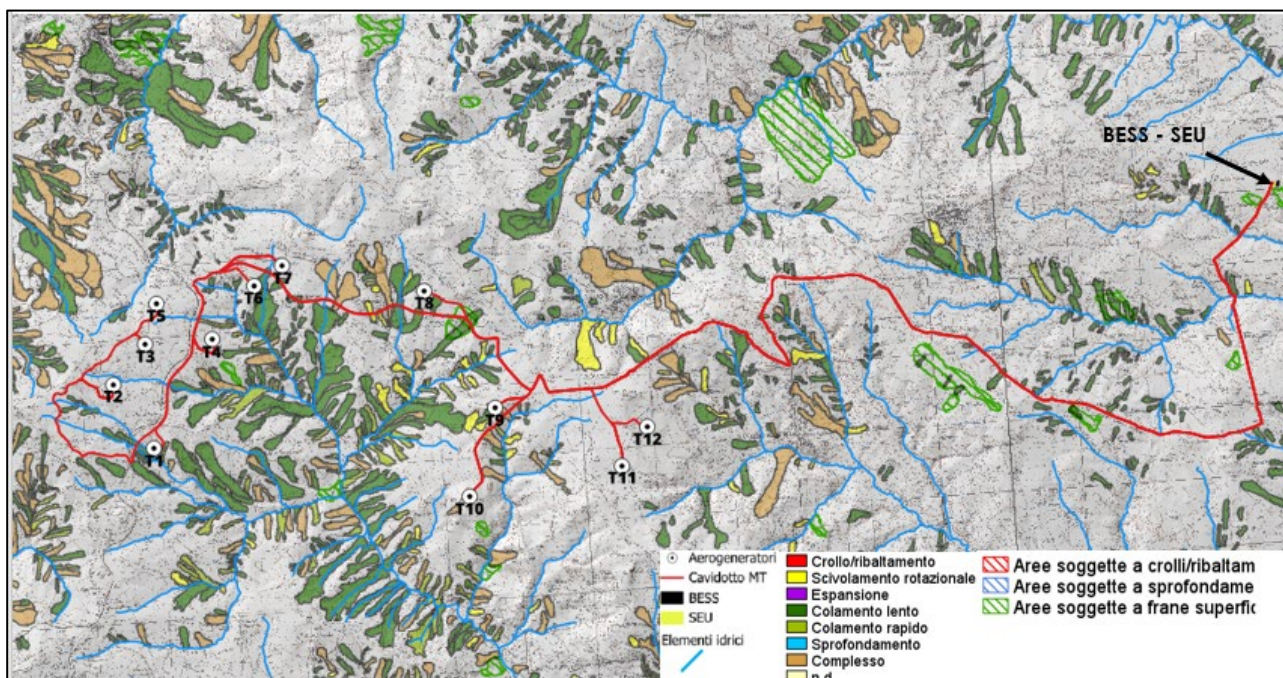 BESS - SEU
T7
T6
T8
T5
T3
T4
T2
T9
T12
T1
T11
T10
Aerogeneratori
Cavidotto MT
BESS
SEU
Elementi idrici
Crollo/ribaltamento
Scivolamento rotazionale
Espansione
Colamento lento
Colamento rapido
Sprofondamento
Complesso
n.d.
Aree soggette a crolli/ribaltam
Aree soggette a sprofondame
Aree soggette a frane superfic